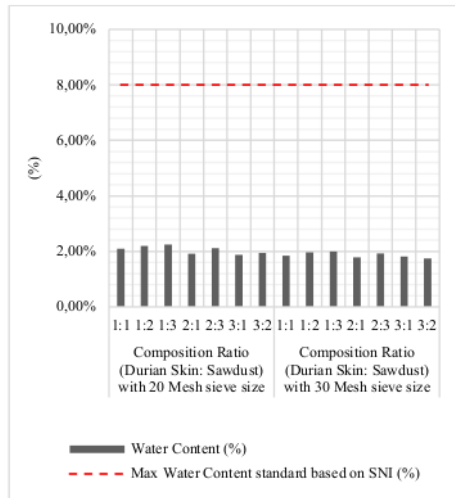 10,00%
8,00%
6,00%
4,00%
2,00%
0,00%
(%)
1:1 1:2 1:3 2:1 2:3 3:1 3:2 1:1 1:2 1:3 2:1 2:3 3:1 3:2
Composition Ratio
(Durian Skin: Sawdust)
with 20 Mesh sieve size
Composition Ratio
(Durian Skin: Sawdust)
with 30 Mesh sieve size
Water Content (%)
Max Water Content standard based on SNI (%)